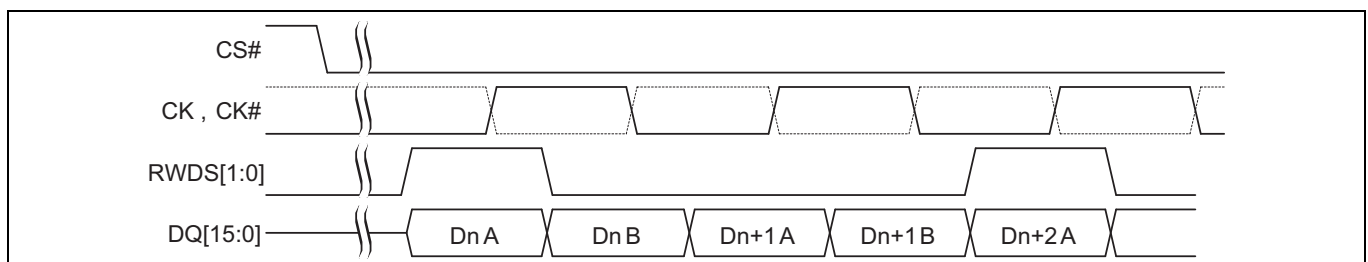 CS#
CK , CK#
RWDS[1:0]
DQ[15:0] Dn A Dn B Dn+1 A Dn+1 B Dn+2 A